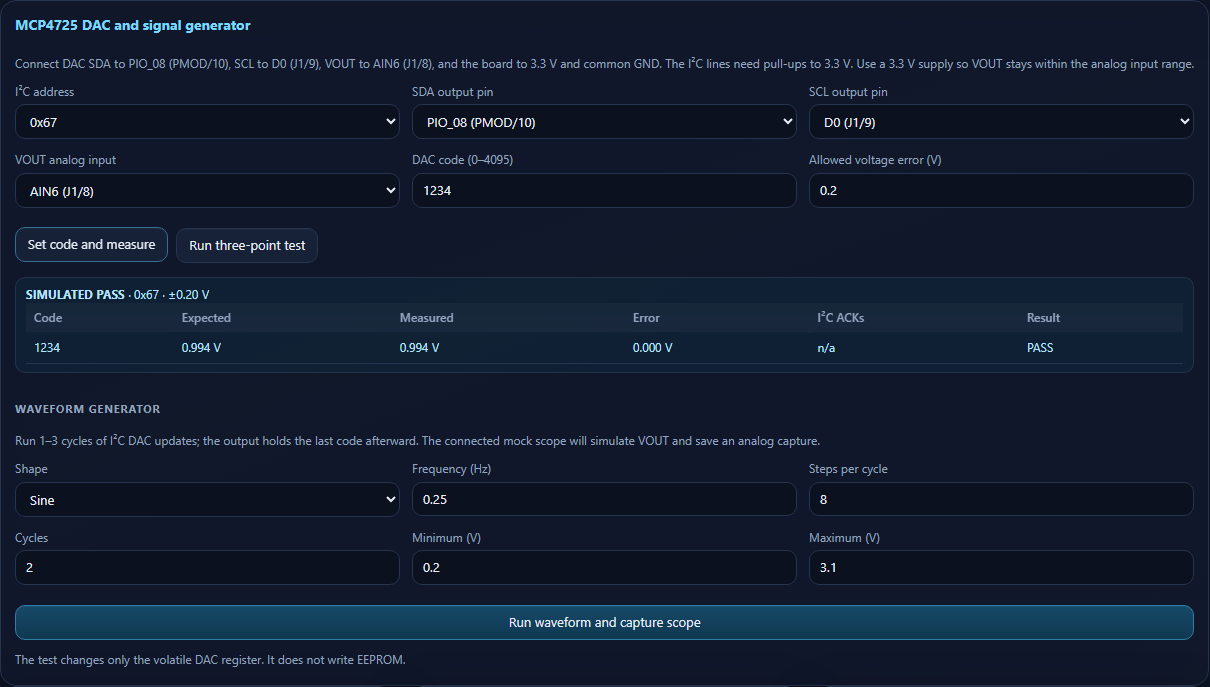 MCP4725 DAC and signal generator
Connect DAC SDA to PIO_08 (PMOD/10), SCL to D0 (J1/9), VOUT to AIN6 (J1/8), and the board to 3.3 V and common GND. The I²C lines need pull-ups to 3.3 V. Use a 3.3 V supply so VOUT stays within the analog input range.
I²C address SDA output pin SCL output pin
0x67 PIO_08 (PMOD/10) D0 (J1/9)
VOUT analog input DAC code (0–4095) Allowed voltage error (V)
AIN6 (J1/8) 1234 0.2
Set code and measure Run three-point test
SIMULATED PASS · 0x67 · ±0.20 V
Code Expected Measured Error I²C ACKs Result
1234 0.994 V 0.994 V 0.000 V n/a PASS
WAVEFORM GENERATOR
Run 1–3 cycles of I²C DAC updates; the output holds the last code afterward. The connected mock scope will simulate VOUT and save an analog capture.
Shape Frequency (Hz) Steps per cycle
Sine 0.25 8
Cycles Minimum (V) Maximum (V)
2 0.2 3.1
Run waveform and capture scope
The test changes only the volatile DAC register. It does not write EEPROM.